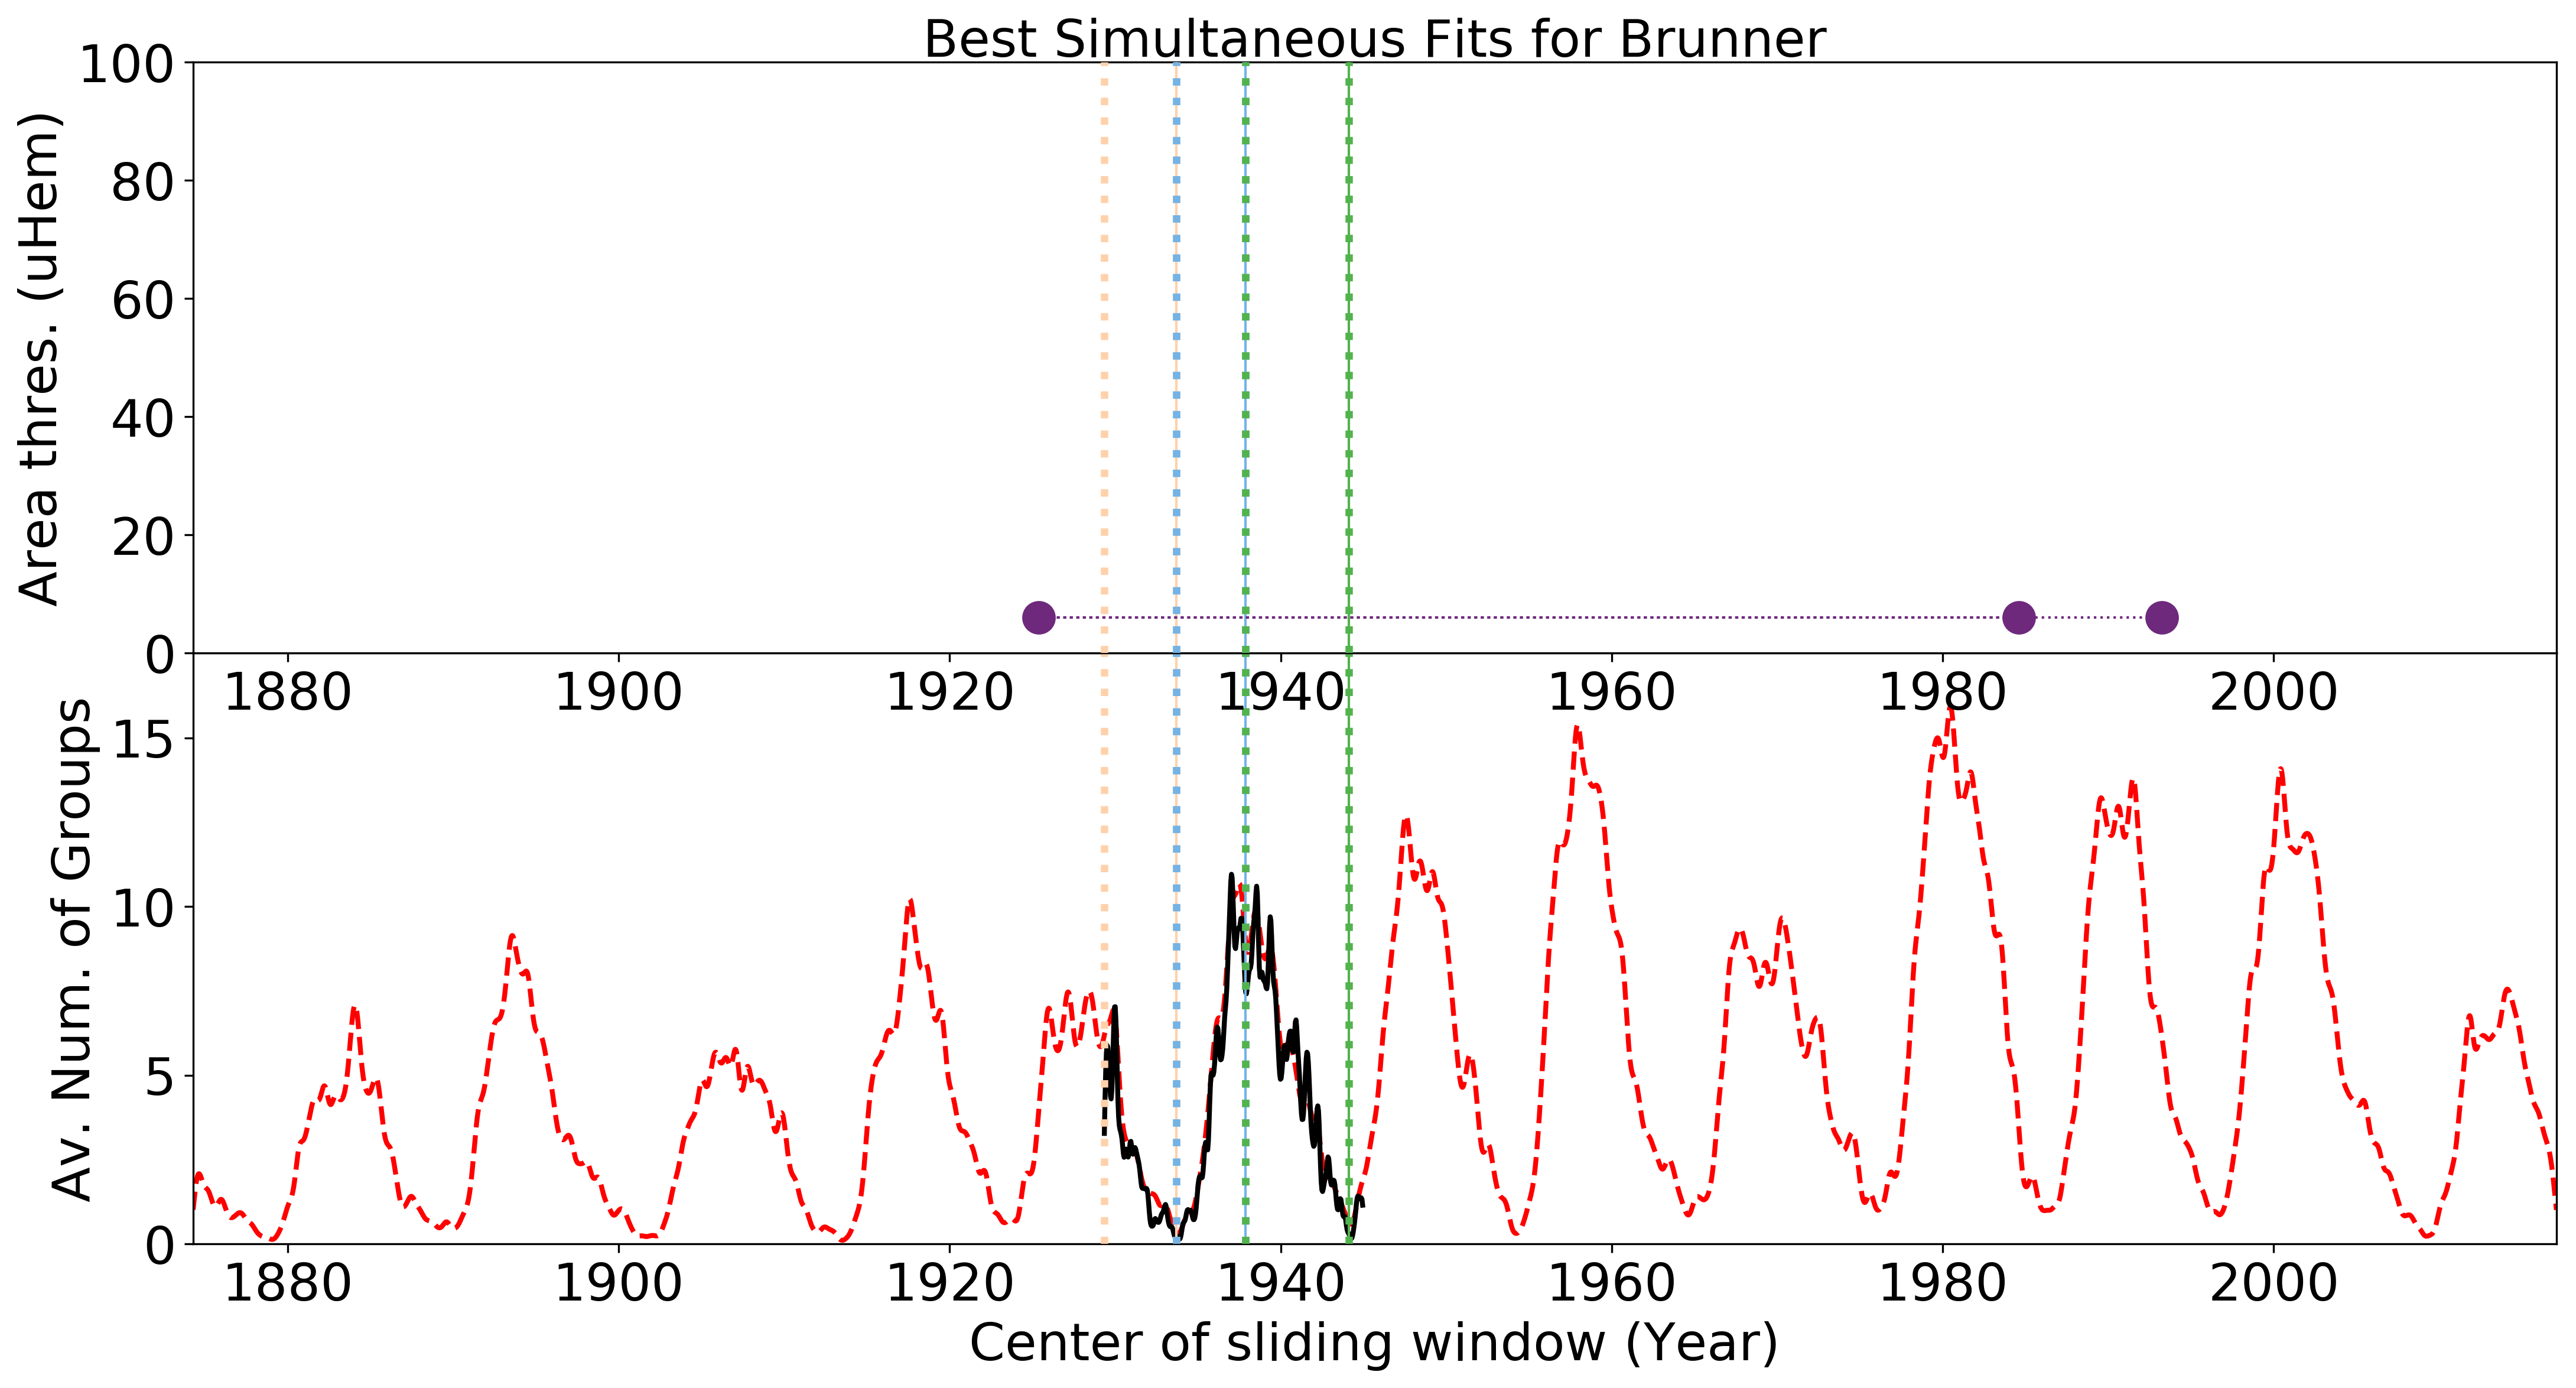 Best Simultaneous Fits for Brunner
Area thres. (uHem)
100
80
60
40
20
0
1880 1900 1920 1940 1960 1980 2000
Av. Num. of Groups
15
10
5
0
1880 1900 1920 1940 1960 1980 2000
Center of sliding window (Year)